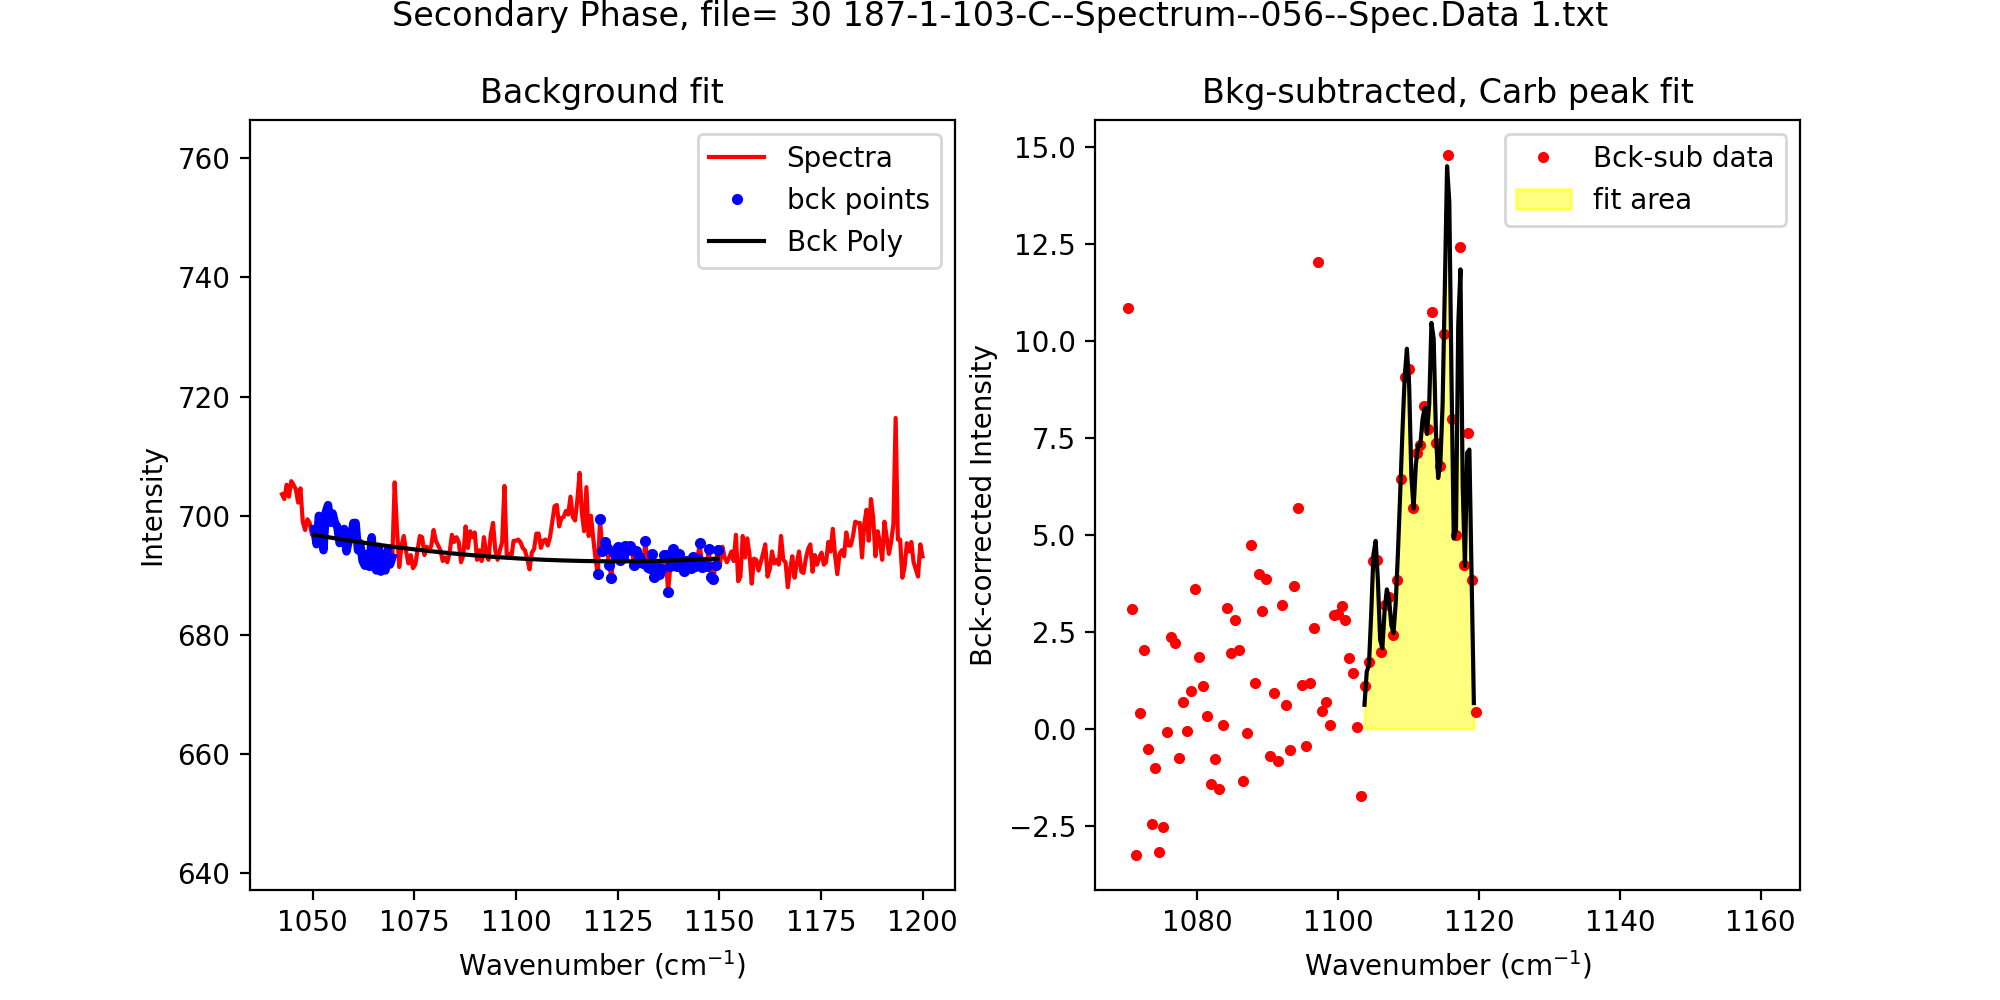 Secondary Phase, file= 30 187-1-103-C--Spectrum--056--Spec.Data 1.txt
Background fit
760
740
720
700
680
660
640
Intensity
1050
1075
1100
1125
1150
1175
1200
Wavenumber (cm⁻¹)
Spectra
bck points
Bck Poly
Bkg-subtracted, Carb peak fit
15.0
12.5
10.0
7.5
5.0
2.5
0.0
−2.5
Bck-corrected Intensity
1080
1100
1120
1140
1160
Wavenumber (cm⁻¹)
Bck-sub data
fit area